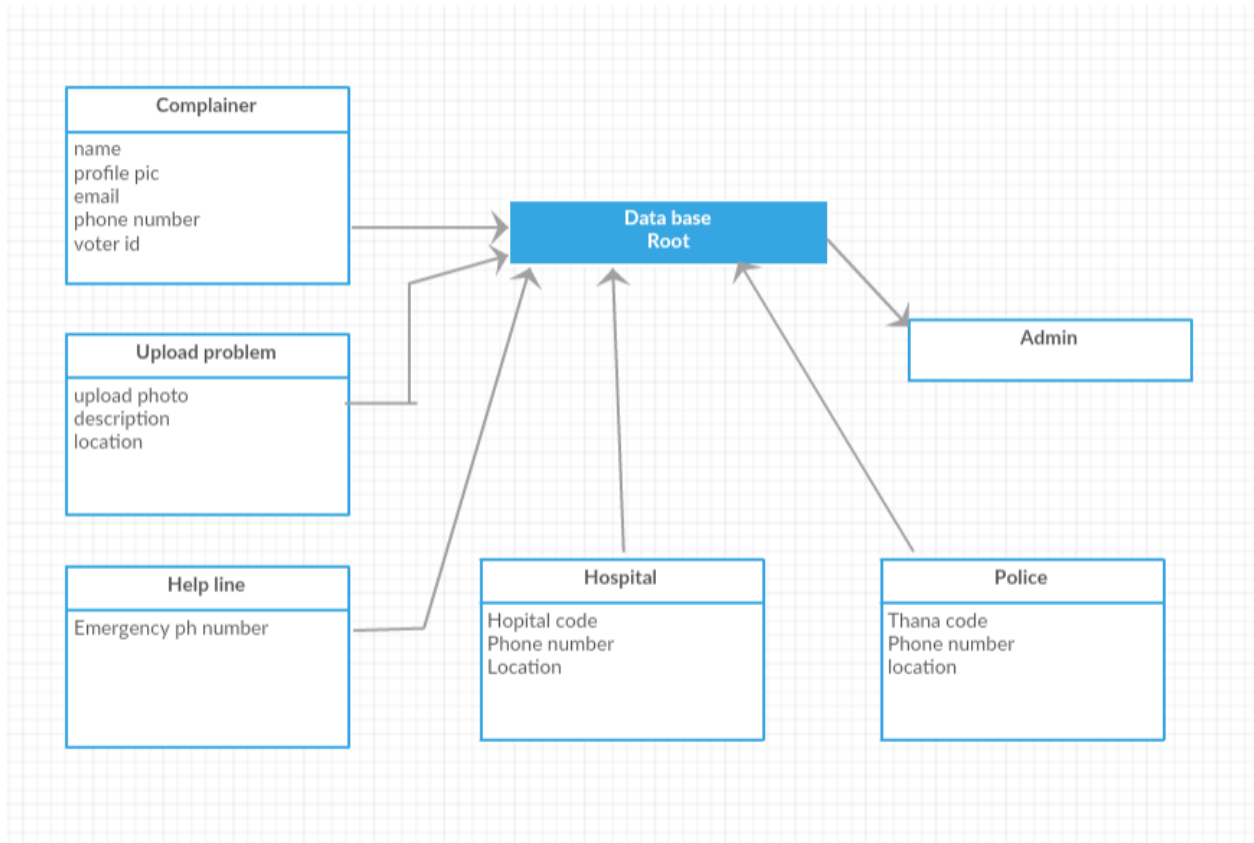 Complainer
name
profile pic
email
phone number
voter id
Data base
Root
Admin
Upload problem
upload photo
description
location
Help line
Emergency ph number
Hospital
Hopital code
Phone number
Location
Police
Thana code
Phone number
location